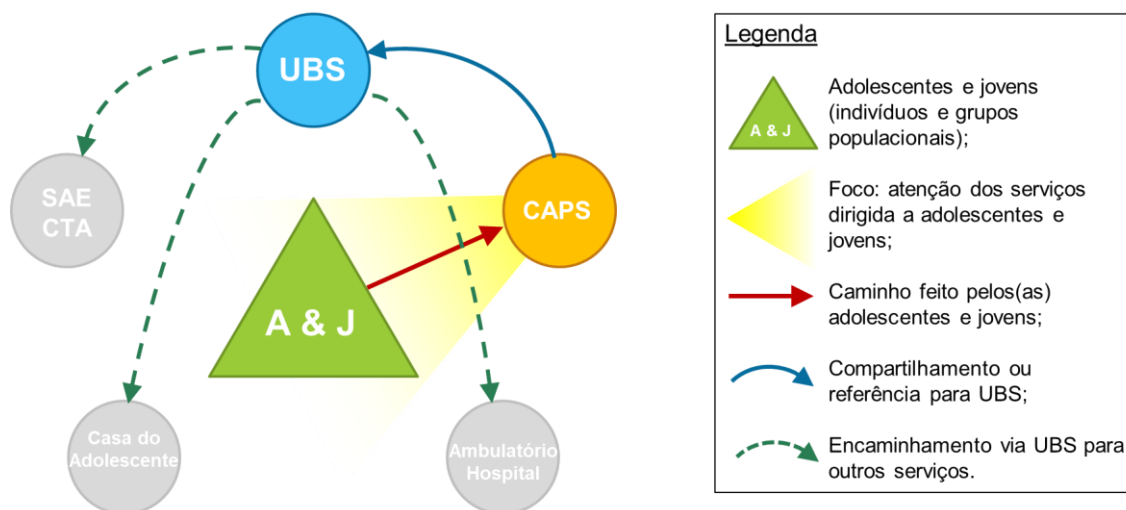 UBS
SAE
CTA
CAPS
A & J
Casa do
Adolescente
Ambulatório
Hospital
Legenda
A & J
Adolescentes e jovens
(indivíduos e grupos
populacionais);
Foco: atenção dos serviços
dirigida a adolescentes e
jovens;
Caminho feito pelos(as)
adolescentes e jovens;
Compartilhamento ou
referência para UBS;
Encaminhamento via UBS para
outros serviços.